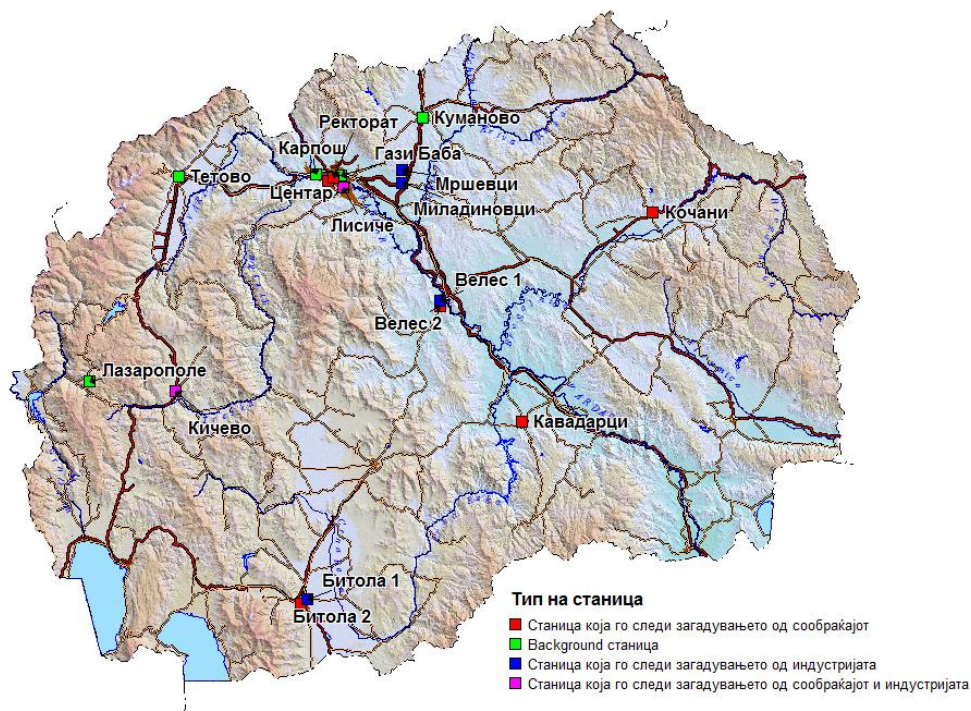 Ректорат
Куманово
Карпош
Гази Баба
Тетово
Центар
Мршевци
Миладиновци
Лисиче
Кочани
Велес 1
Велес 2
Лазарополе
Кичево
Кавадарци
Битола 1
Битола 2
Тип на станица
Станица која го следи загадувањето од сообраќајот
Background станица
Станица која го следи загадувањето од индустријата
Станица која го следи загадувањето од сообраќајот и индустријата